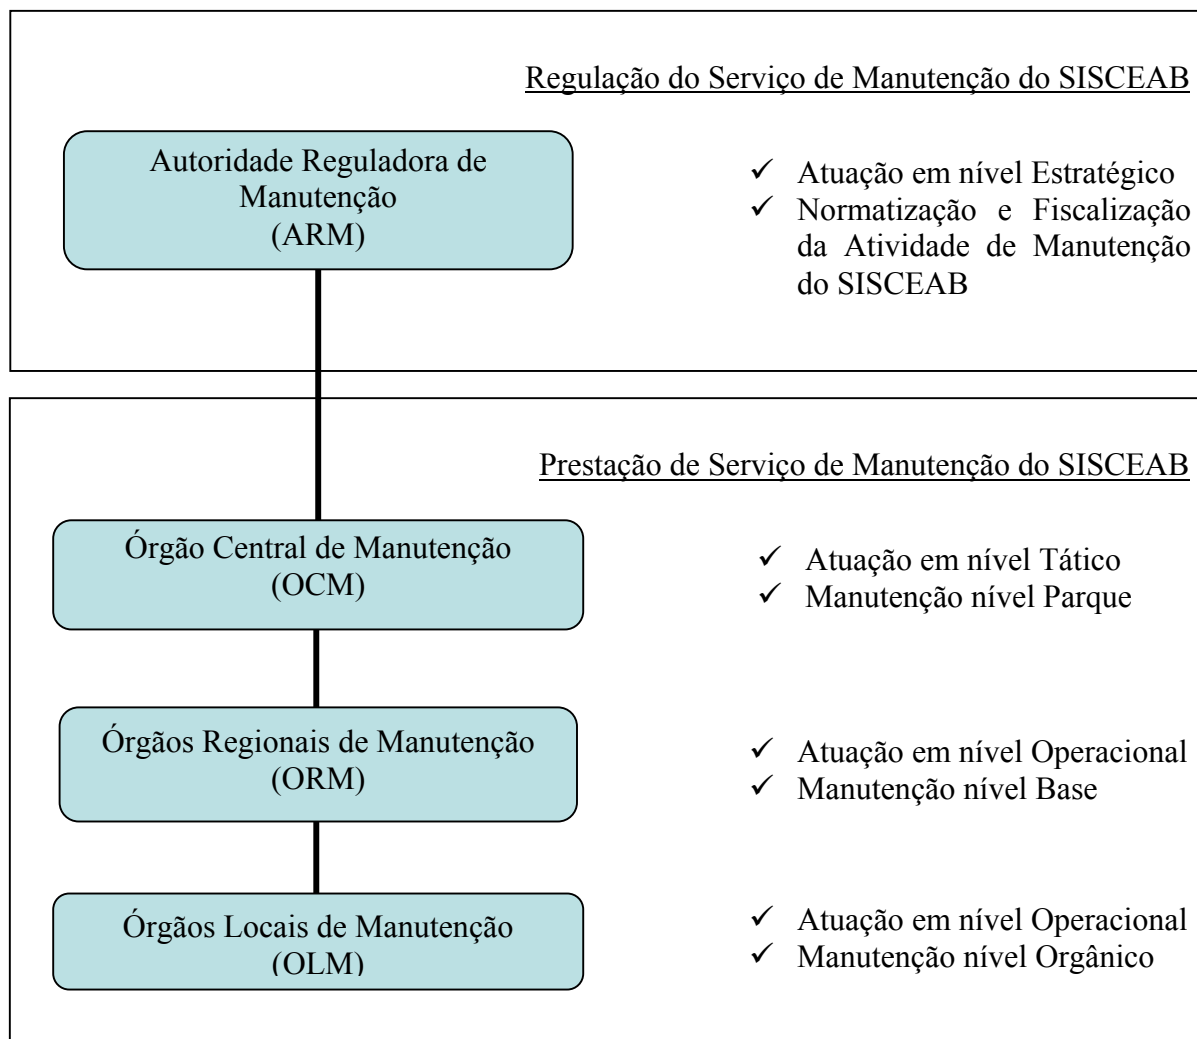 Regulação do Serviço de Manutenção do SISCEAB
Autoridade Reguladora de
Manutenção
(ARM)
✓ Atuação em nível Estratégico
✓ Normatização e Fiscalização
da Atividade de Manutenção
do SISCEAB
Prestação de Serviço de Manutenção do SISCEAB
Órgão Central de Manutenção
(OCM)
✓ Atuação em nível Tático
✓ Manutenção nível Parque
Órgãos Regionais de Manutenção
(ORM)
✓ Atuação em nível Operacional
✓ Manutenção nível Base
Órgãos Locais de Manutenção
(OLM)
✓ Atuação em nível Operacional
✓ Manutenção nível Orgânico